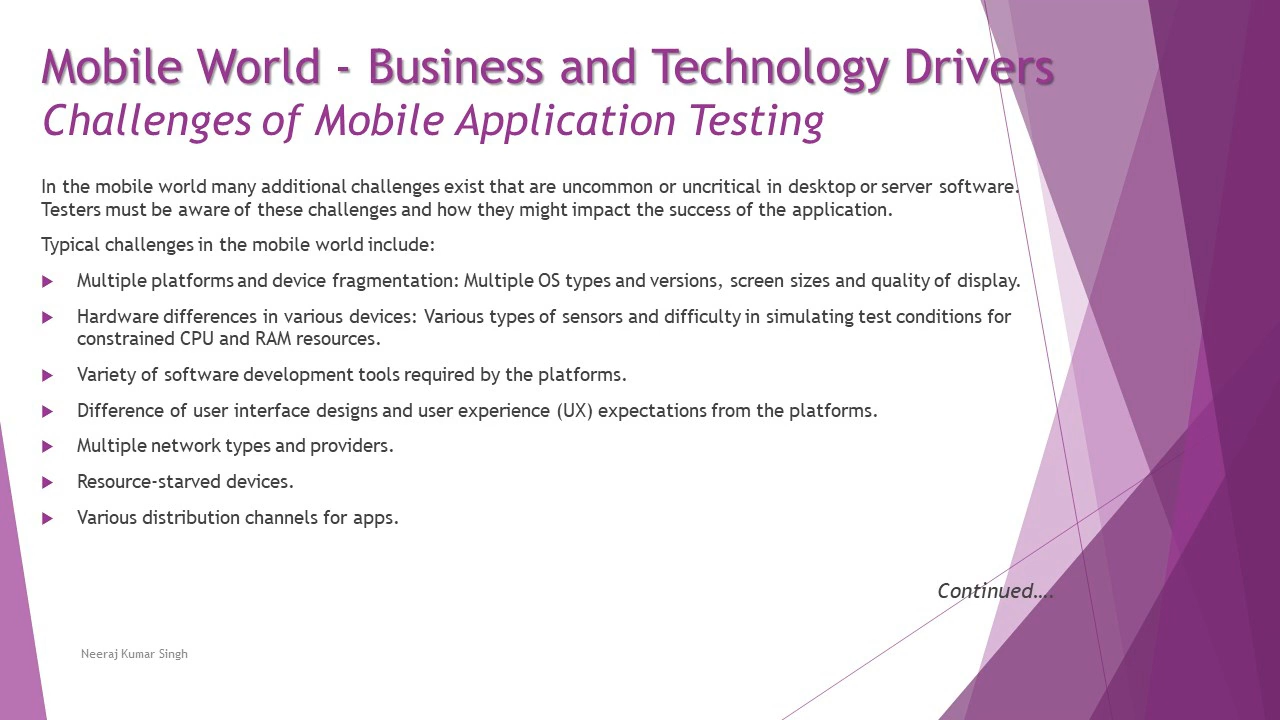 Mobile World - Business and Technology Drivers
Challenges of Mobile Application Testing
In the mobile world many additional challenges exist that are uncommon or uncritical in desktop or server software.
Testers must be aware of these challenges and how they might impact the success of the application.
Typical challenges in the mobile world include:
Multiple platforms and device fragmentation: Multiple OS types and versions, screen sizes and quality of display.
Hardware differences in various devices: Various types of sensors and difficulty in simulating test conditions for
constrained CPU and RAM resources.
Variety of software development tools required by the platforms.
Difference of user interface designs and user experience (UX) expectations from the platforms.
Multiple network types and providers.
Resource-starved devices.
Various distribution channels for apps.
Continued….
Neeraj Kumar Singh